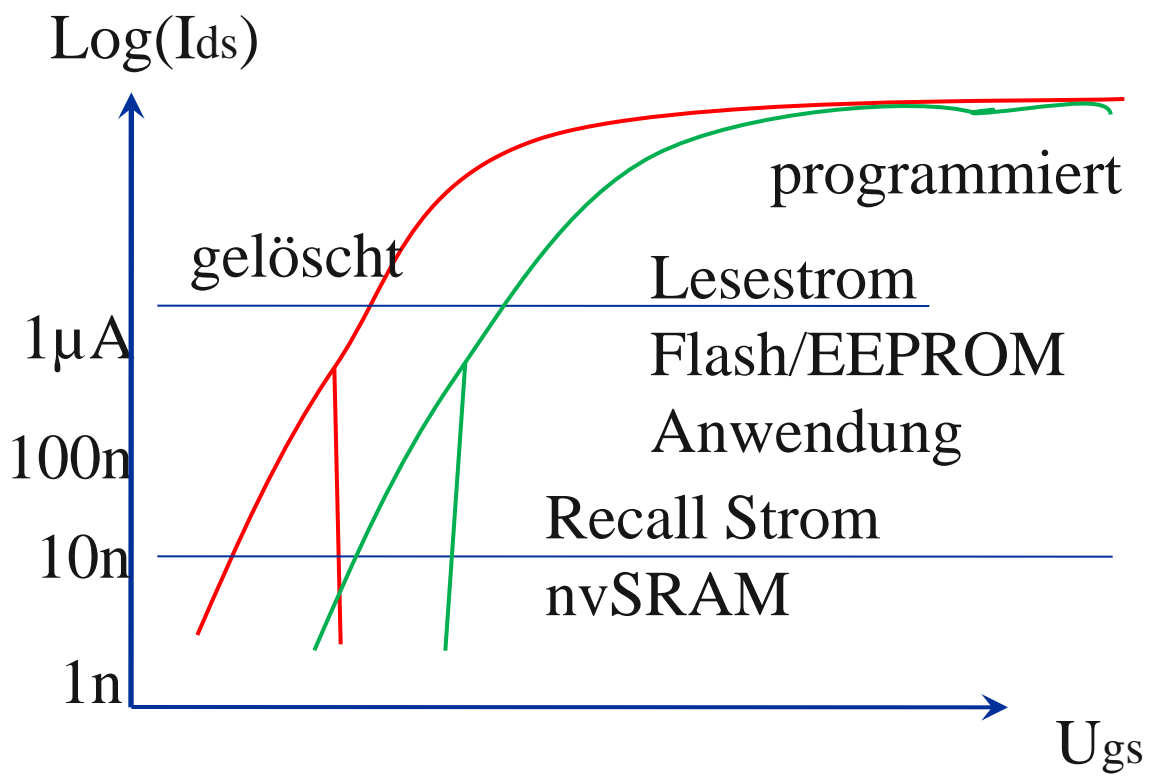 Log(Ids)
programmiert
gelöscht
Lesestrom
1µA
Flash/EEPROM
Anwendung
100n
Recall Strom
10n
nvSRAM
1n
Ugs